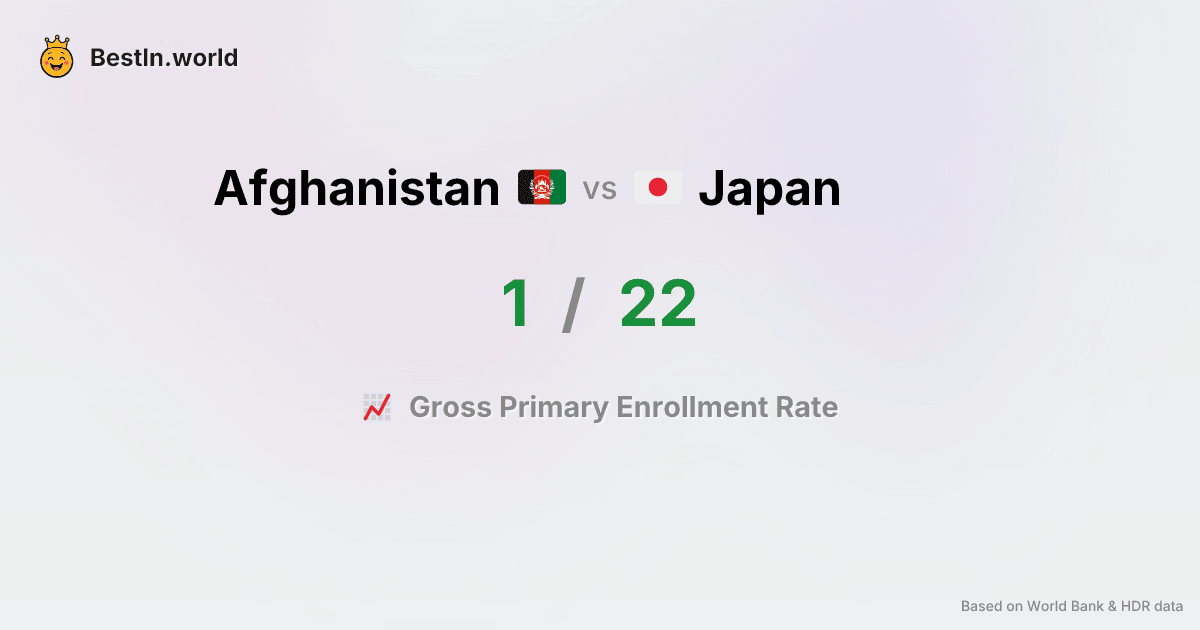 BestIn.world
Afghanistan vs Japan
1 / 22
Gross Primary Enrollment Rate
Based on World Bank & HDR data